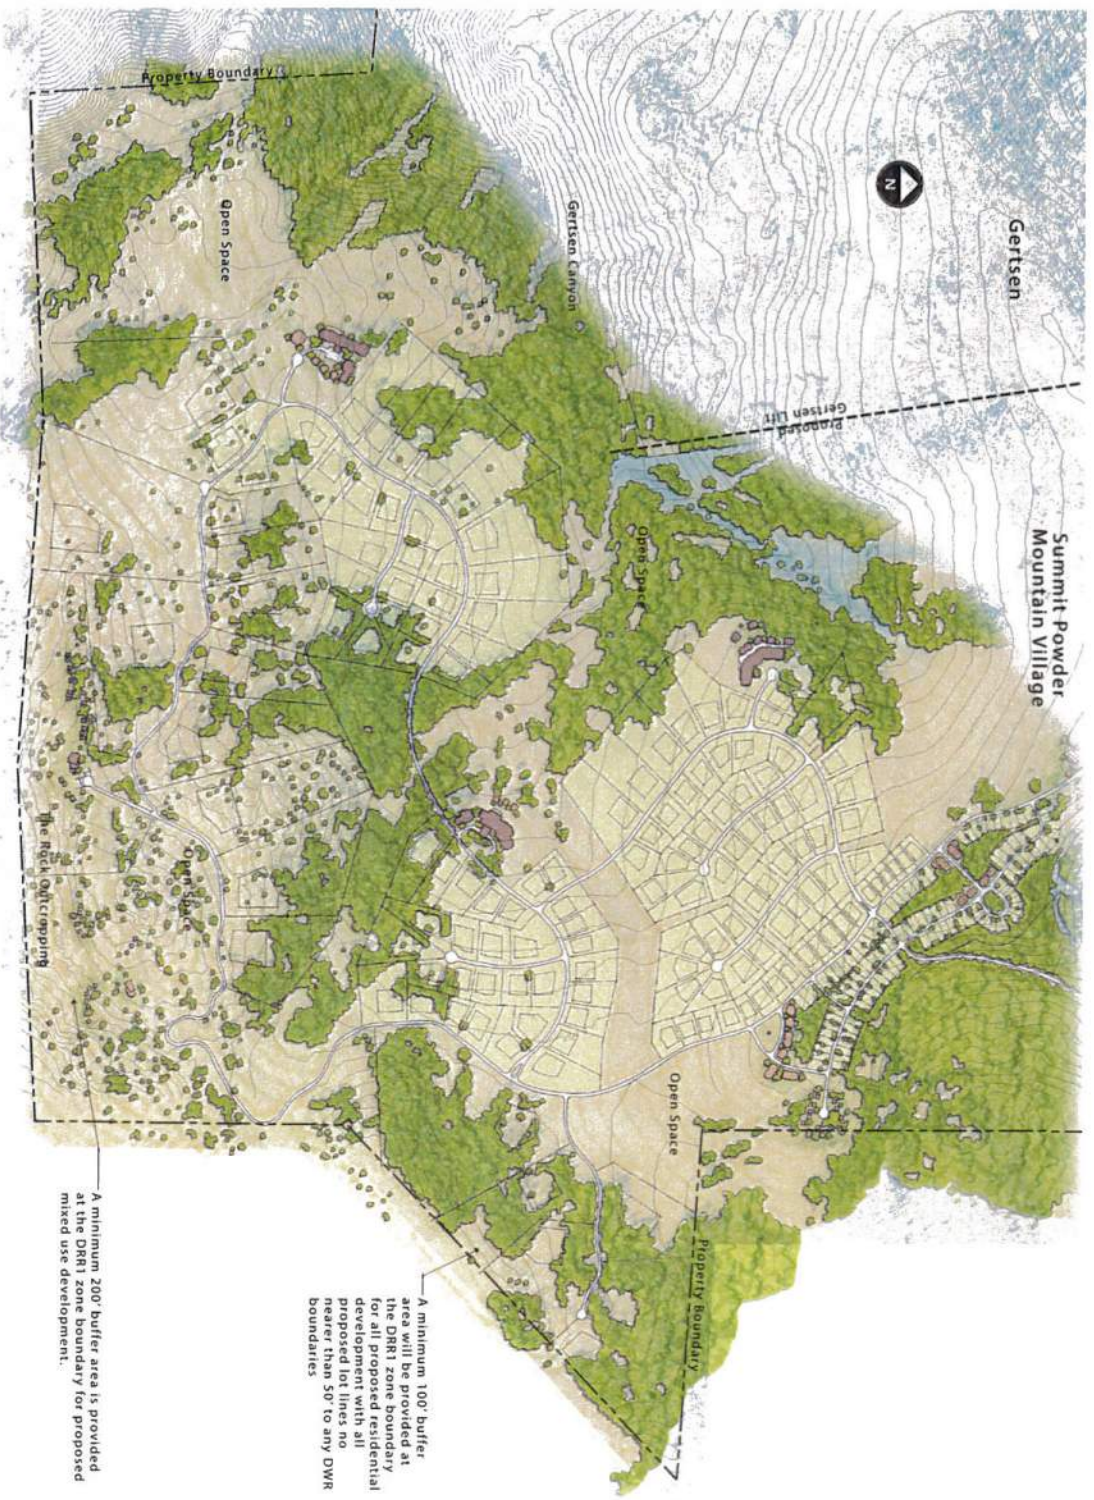 Summit Powder
Mountain Village
Gertsen
Proposed
Gertsen Lift
Gertsen Canyon
Property Boundary
Open Space
Open Space
Open Space
Open Space
Property Boundary
The Rock Outcropping
N
A minimum 100' buffer
area will be provided at
the DRR1 zone boundary
for all proposed residential
development with all
proposed lot lines no
nearer than 50' to any DWR
boundaries
A minimum 200' buffer area is provided
at the DRR1 zone boundary for proposed
mixed use development.